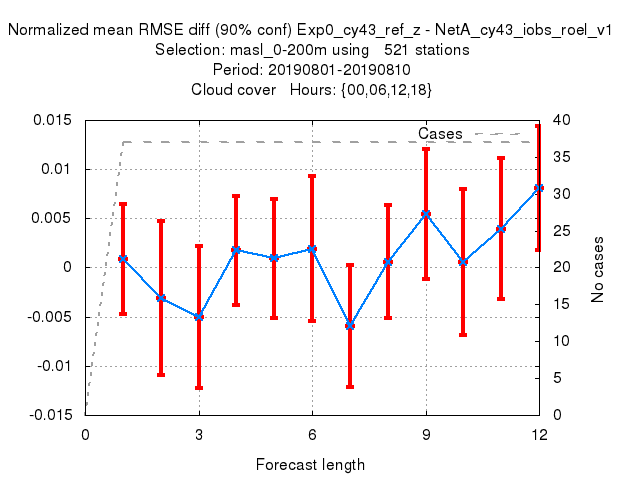 Normalized mean RMSE diff (90% conf) Exp0_cy43_ref_z - NetA_cy43_iobs_roel_v1
Selection: masl_0-200m using 521 stations
Period: 20190801-20190810
Cloud cover Hours: {00,06,12,18}
Cases
0.015
0.01
0.005
0
-0.005
-0.01
-0.015
40
35
30
25
20
15
10
5
0
No cases
0 3 6 9 12
Forecast length